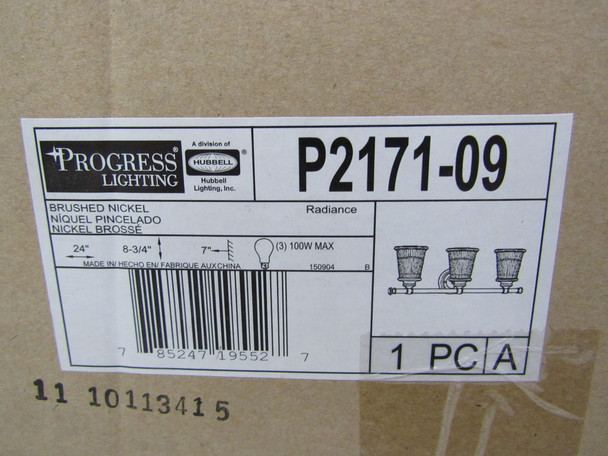 PROGRESS®
LIGHTING
A division of
HUBBELL®
Hubbell
Lighting, Inc.
P2171-09
BRUSHED NICKEL
Radiance
NÍQUEL PINCELADO
NICKEL BROSSÉ
24" 8-3/4" 7" (3) 100W MAX
MADE IN/ HECHO EN/ FABRIQUE AUXCHINA 150904 B
7 85247 19552 7
1 PC A
11 10113415